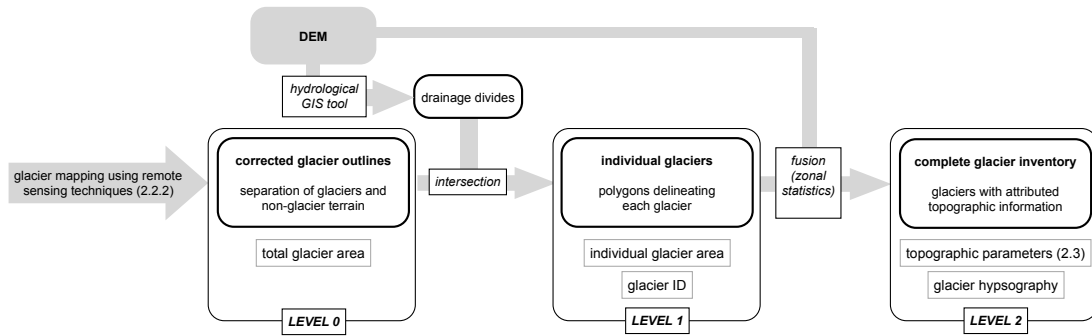 DEM
hydrological
GIS tool
drainage divides
glacier mapping using remote
sensing techniques (2.2.2)
corrected glacier outlines
separation of glaciers and
non-glacier terrain
total glacier area
LEVEL 0
intersection
individual glaciers
polygons delineating
each glacier
individual glacier area
glacier ID
LEVEL 1
fusion
(zonal
statistics)
complete glacier inventory
glaciers with attributed
topographic information
topographic parameters (2.3)
glacier hypsography
LEVEL 2